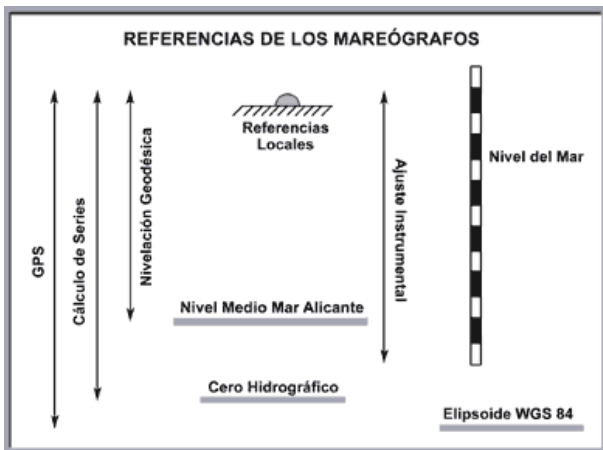 REFERENCIAS DE LOS MAREÓGRAFOS
GPS
Cálculo de Series
Nivelación Geodésica
Referencias
Locales
Ajuste Instrumental
Nivel del Mar
Nivel Medio Mar Alicante
Cero Hidrográfico
Elipsoide WGS 84